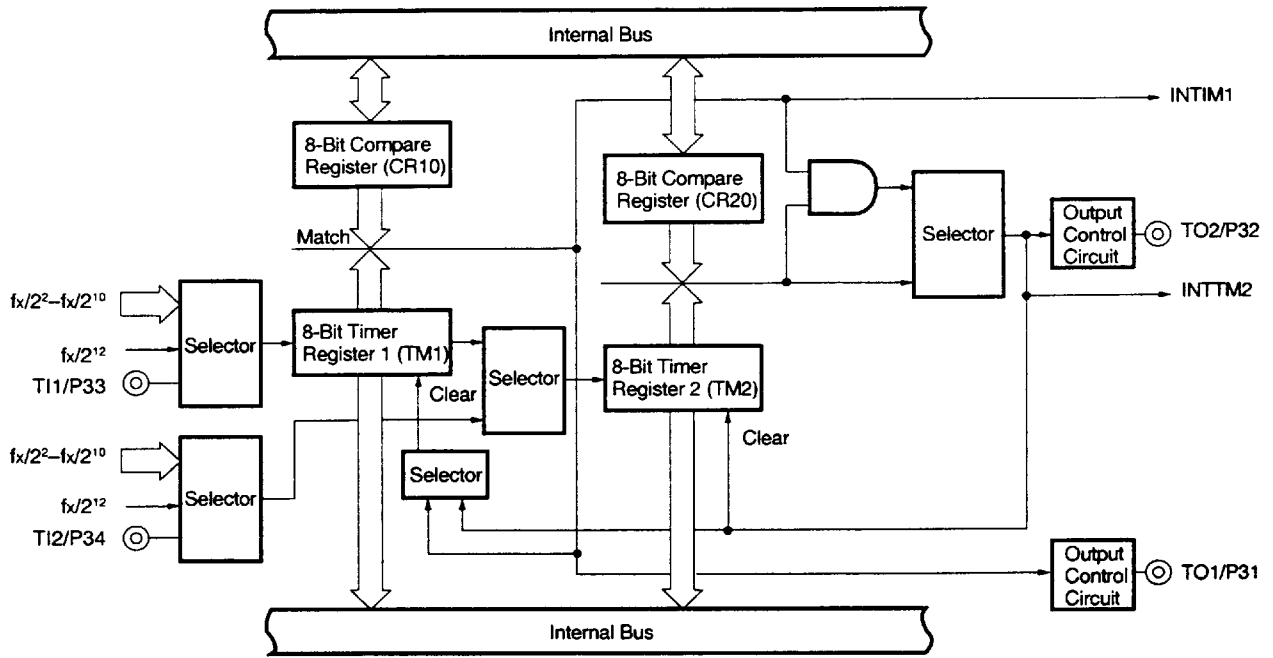 Internal Bus
INTIM1
8-Bit Compare
Register (CR10)
8-Bit Compare
Register (CR20)
Selector
Output
Control
Circuit
TO2/P32
Match
INTTM2
fx/2²–fx/2¹⁰
fx/2¹²
TI1/P33
Selector
8-Bit Timer
Register 1 (TM1)
Selector
8-Bit Timer
Register 2 (TM2)
Clear
Clear
fx/2²–fx/2¹⁰
fx/2¹²
TI2/P34
Selector
Selector
Output
Control
Circuit
TO1/P31
Internal Bus